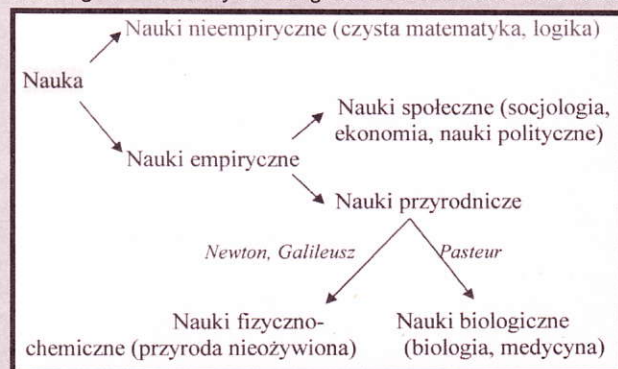 Nauki nieempiryczne (czysta matematyka, logika)
Nauka
Nauki społeczne (socjologia,
ekonomia, nauki polityczne)
Nauki empiryczne
Nauki przyrodnicze
Newton, Galileusz
Pasteur
Nauki fizyczno-
chemiczne (przyroda nieożywiona)
Nauki biologiczne
(biologia, medycyna)